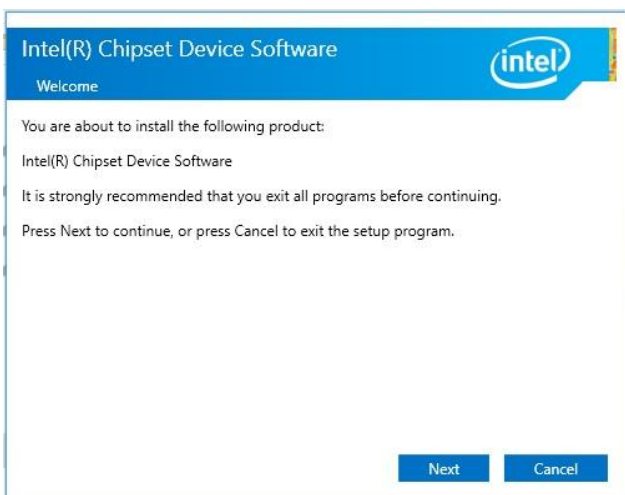 Intel(R) Chipset Device Software
intel
Welcome
You are about to install the following product:
Intel(R) Chipset Device Software
It is strongly recommended that you exit all programs before continuing.
Press Next to continue, or press Cancel to exit the setup program.
Next
Cancel